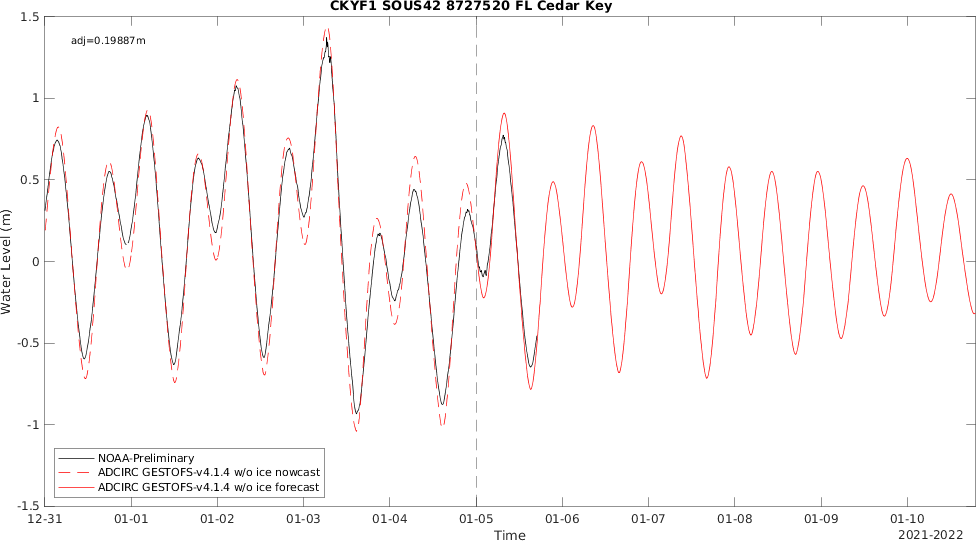 CKYF1 SOUS42 8727520 FL Cedar Key
adj=0.19887m
1.5
1
0.5
0
-0.5
-1
-1.5
Water Level (m)
NOAA-Preliminary
ADCIRC GESTOFS-v4.1.4 w/o ice nowcast
ADCIRC GESTOFS-v4.1.4 w/o ice forecast
12-31 01-01 01-02 01-03 01-04 01-05 01-06 01-07 01-08 01-09 01-10
Time
2021-2022